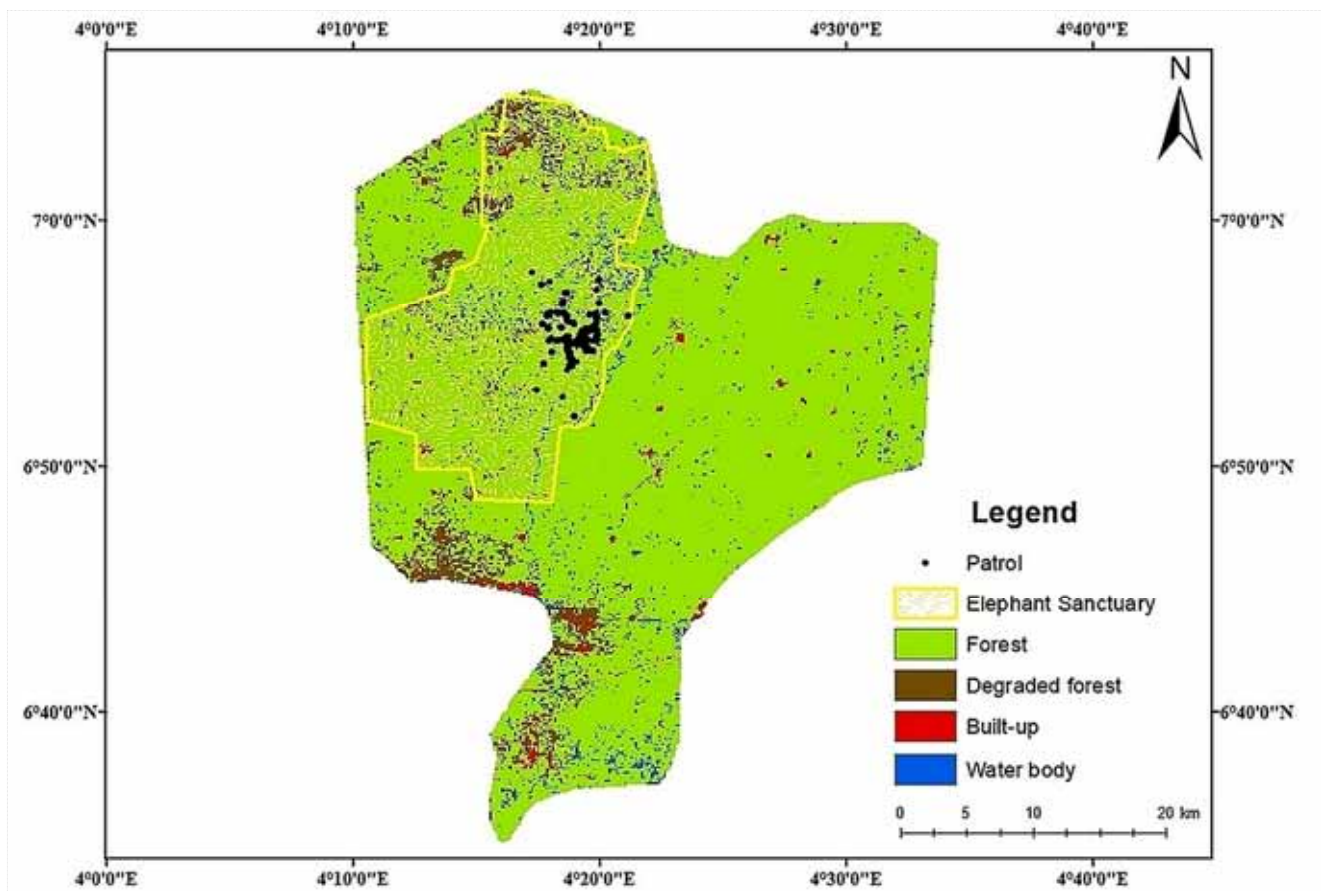 4°0'0"E 4°10'0"E 4°20'0"E 4°30'0"E 4°40'0"E
N
7°0'0"N 7°0'0"N
6°50'0"N 6°50'0"N
Legend
Patrol
Elephant Sanctuary
Forest
Degraded forest
6°40'0"N 6°40'0"N
Built-up
Water body
0 5 10 20 km
4°0'0"E 4°10'0"E 4°20'0"E 4°30'0"E 4°40'0"E